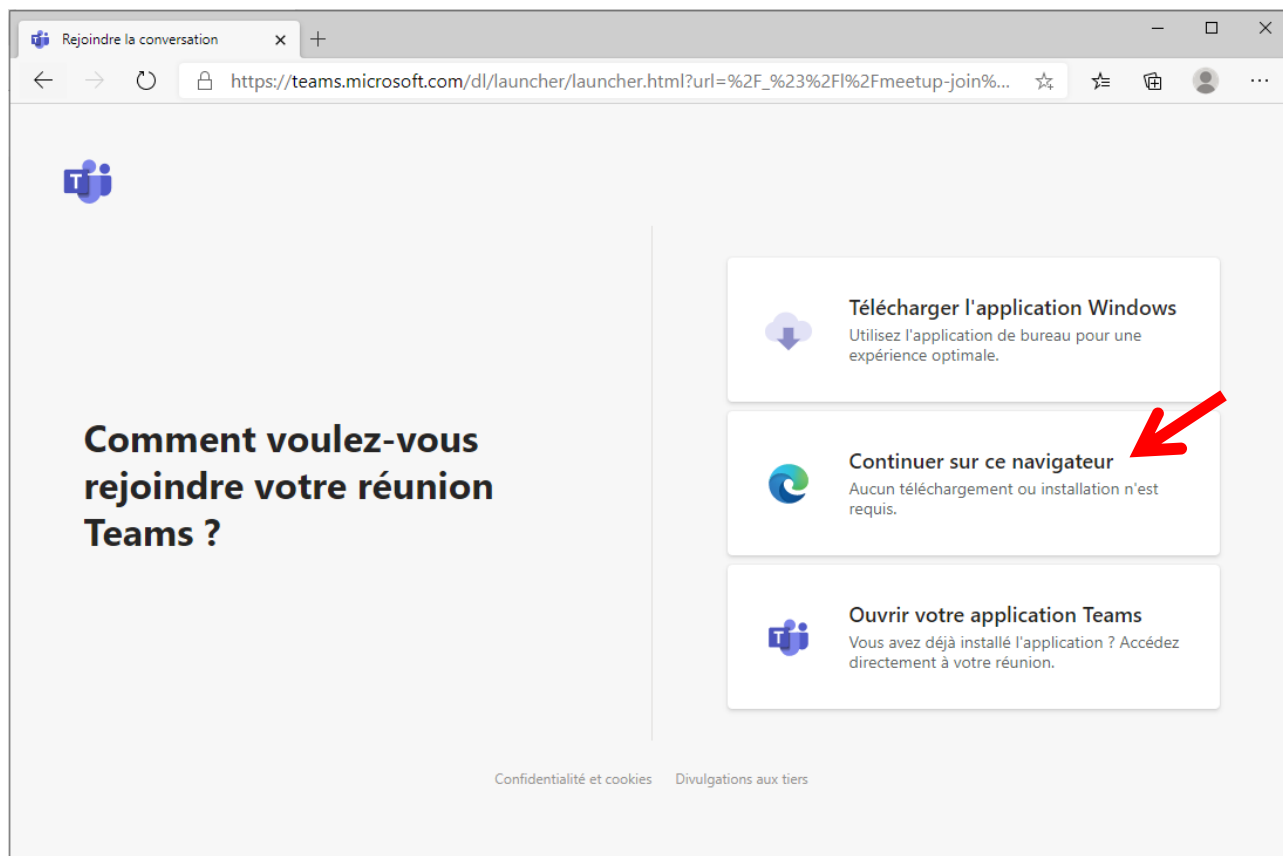 Rejoindre la conversation
https://teams.microsoft.com/dl/launcher/launcher.html?url=%2F_%23%2Fl%2Fmeetup-join%...
T
Télécharger l'application Windows
Utilisez l'application de bureau pour une
expérience optimale.
Comment voulez-vous
rejoindre votre réunion
Teams ?
Continuer sur ce navigateur
Aucun téléchargement ou installation n'est
requis.
T
Ouvrir votre application Teams
Vous avez déjà installé l'application ? Accédez
directement à votre réunion.
Confidentialité et cookies
Divulgations aux tiers